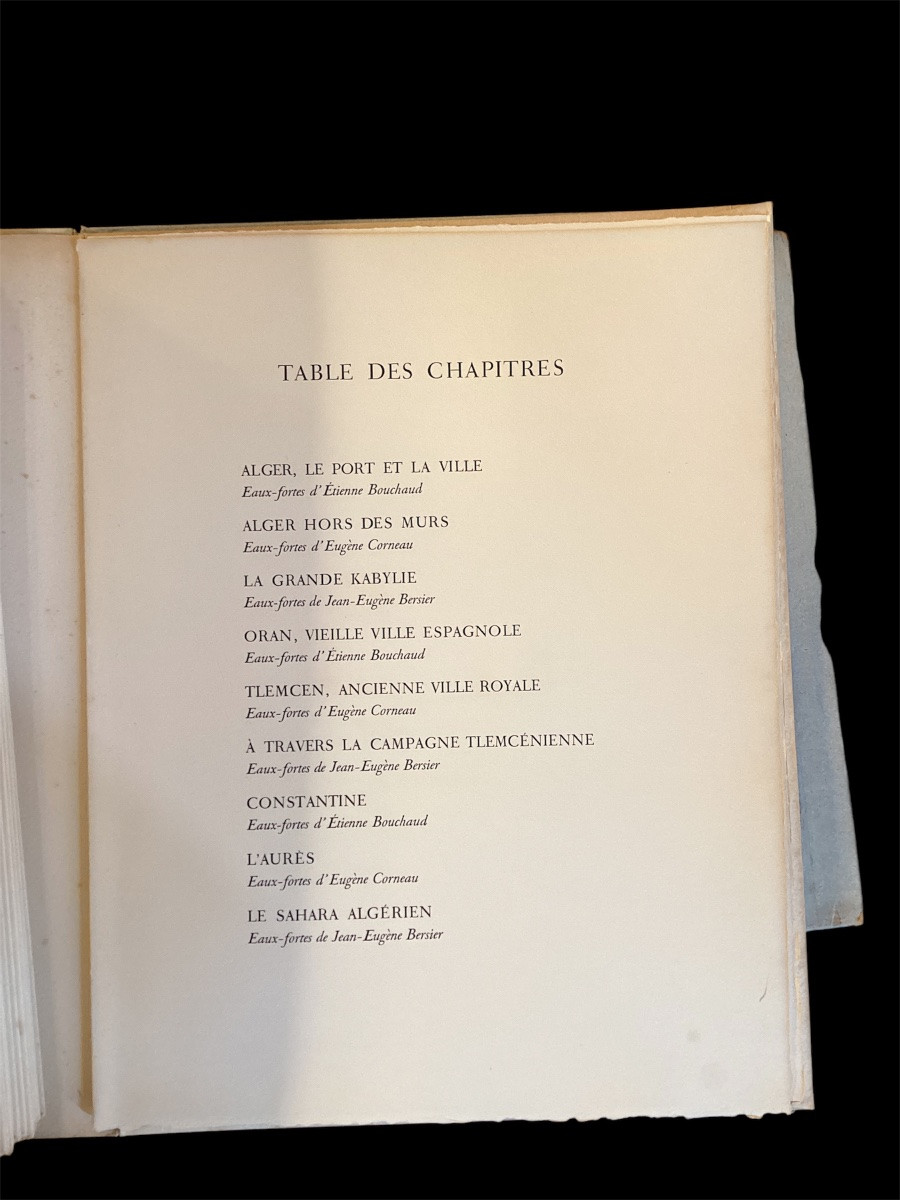 TABLE DES CHAPITRES
ALGER, LE PORT ET LA VILLE
Eaux-fortes d'Étienne Bouchaud
ALGER HORS DES MURS
Eaux-fortes d'Eugène Corneau
LA GRANDE KABYLIE
Eaux-fortes de Jean-Eugène Bersier
ORAN, VIEILLE VILLE ESPAGNOLE
Eaux-fortes d'Étienne Bouchaud
TLEMCEN, ANCIENNE VILLE ROYALE
Eaux-fortes d'Eugène Corneau
À TRAVERS LA CAMPAGNE TLEMCÉNIENNE
Eaux-fortes de Jean-Eugène Bersier
CONSTANTINE
Eaux-fortes d'Étienne Bouchaud
L'AURÈS
Eaux-fortes d'Eugène Corneau
LE SAHARA ALGÉRIEN
Eaux-fortes de Jean-Eugène Bersier